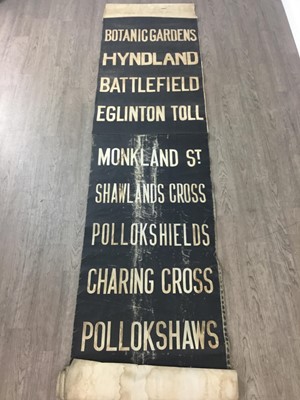 BOTANIC GARDENS
HYNDLAND
BATTLEFIELD
EGLINTON TOLL
MONKLAND ST
SHAWLANDS CROSS
POLLOKSHIELDS
CHARING CROSS
POLLOKSHAWS